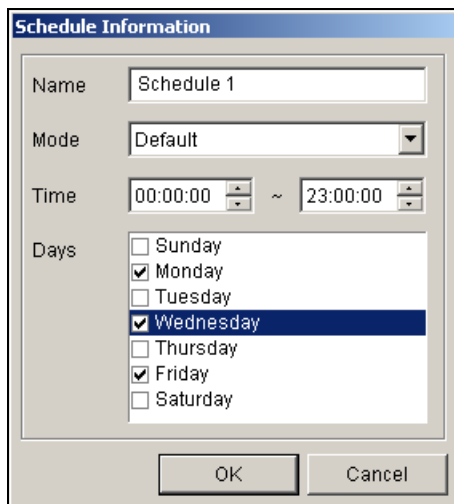 Schedule Information
Name Schedule 1
Mode Default
Time 00:00:00 ~ 23:00:00
Days
Sunday
Monday
Tuesday
Wednesday
Thursday
Friday
Saturday
OK Cancel